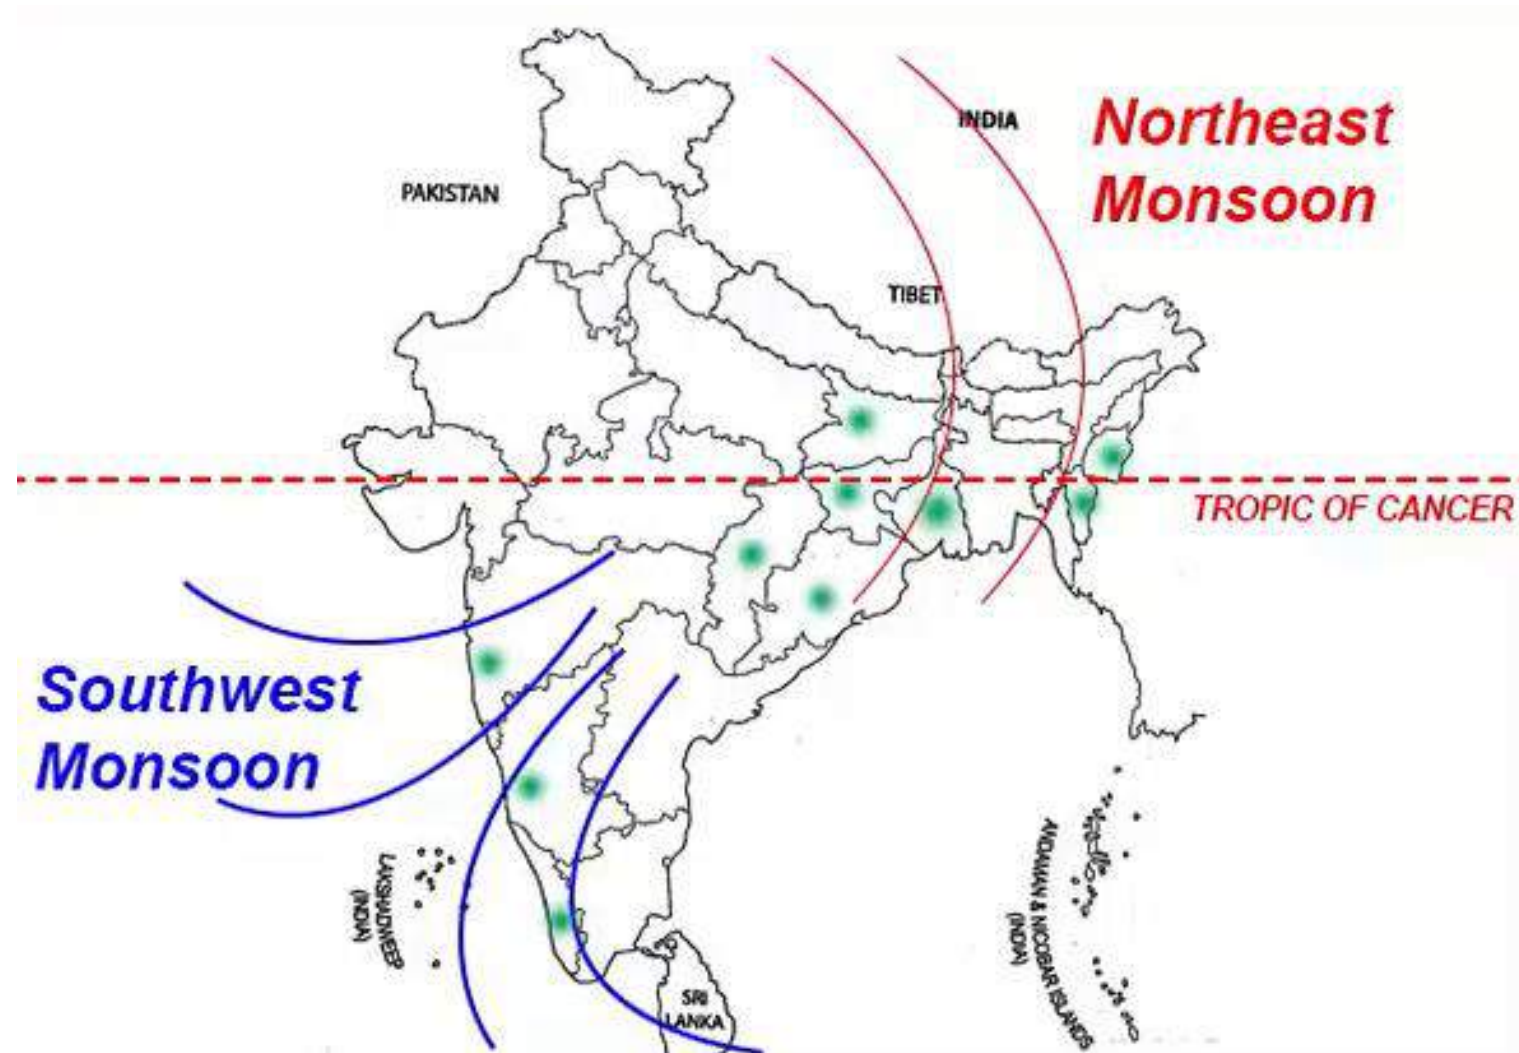 INDIA
Northeast
Monsoon
PAKISTAN
TIBET
TROPIC OF CANCER
Southwest
Monsoon
LAKSHADWEEP
(INDIA)
ANDAMAN & NICOBAR ISLANDS
(INDIA)
SRI
LANKA